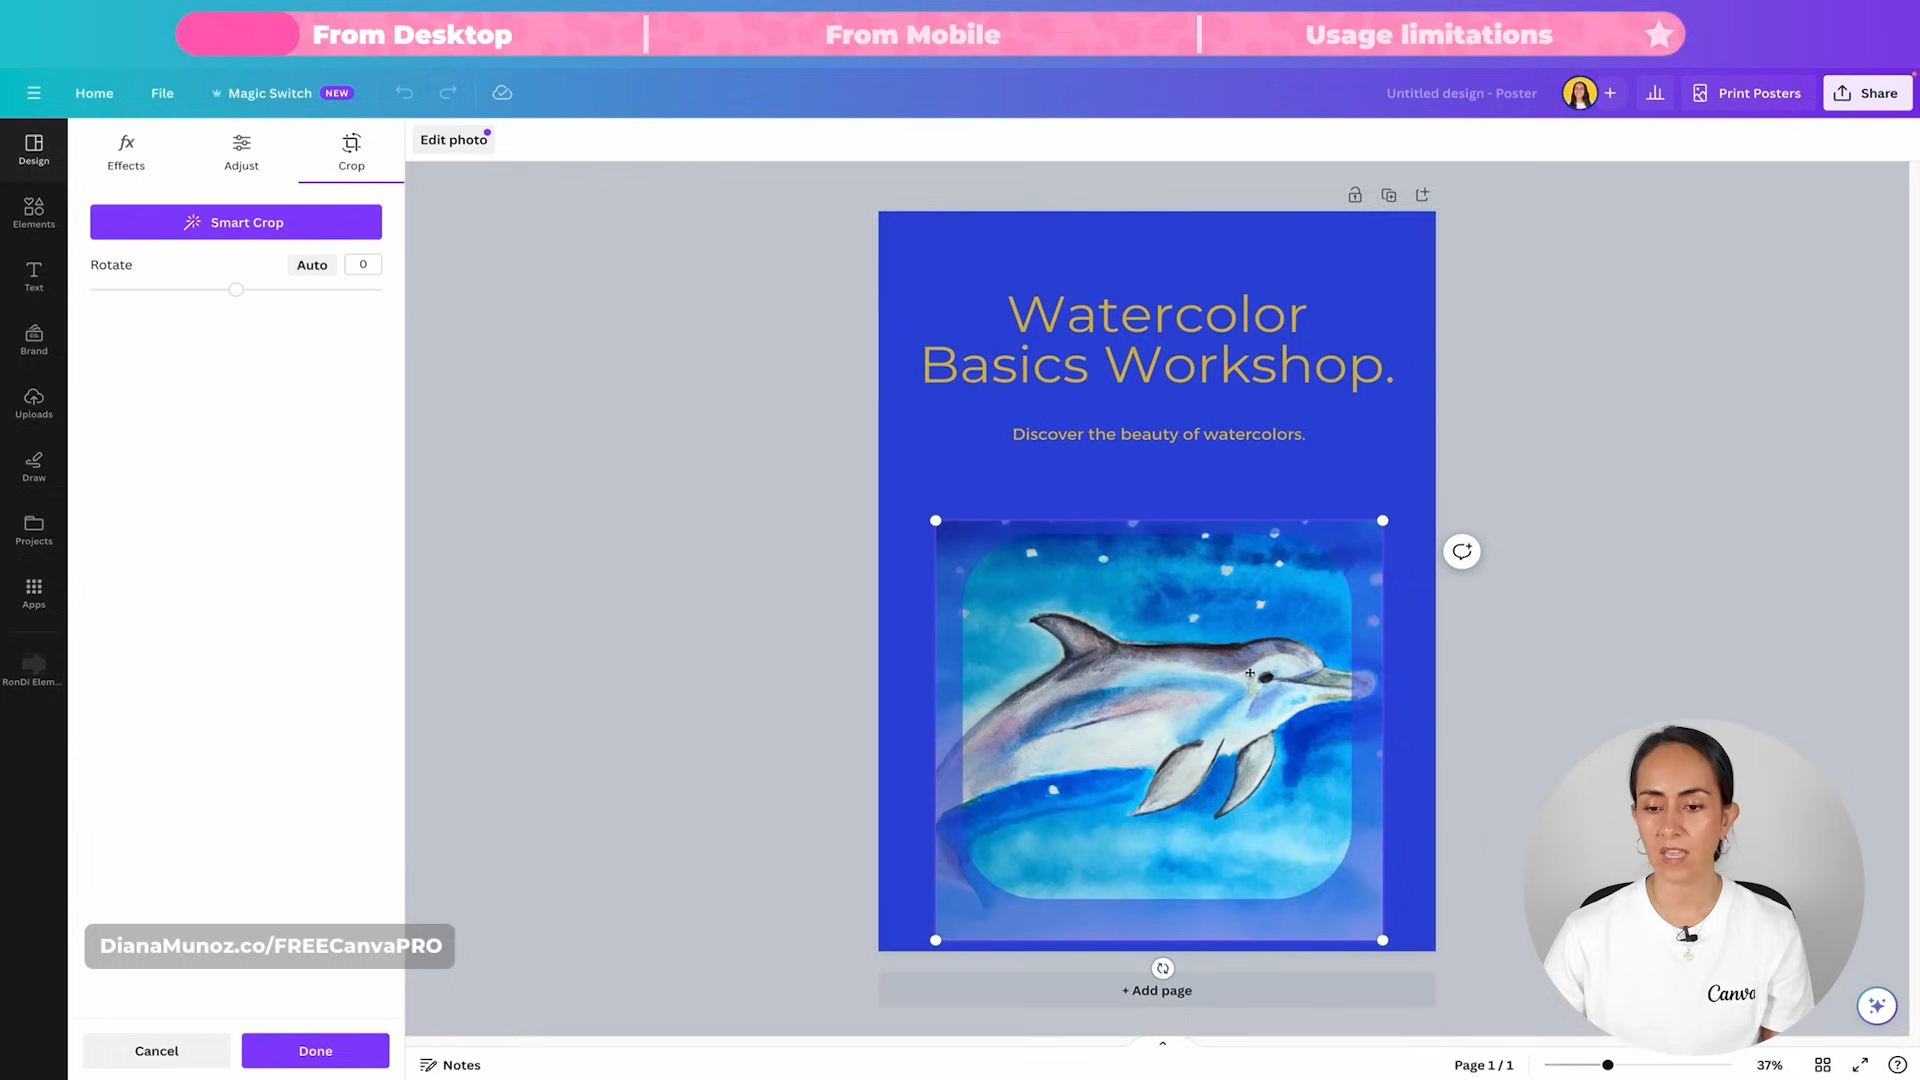 From Desktop
From Mobile
Usage limitations
Home
File
Magic Switch NEW
Untitled design - Poster
Print Posters
Share
Design
Elements
Text
Brand
Uploads
Draw
Projects
Apps
RonDi Elem...
fx
Effects
Adjust
Crop
Smart Crop
Rotate
Auto
0
Edit photo
Watercolor
Basics Workshop.
Discover the beauty of watercolors.
DianaMunoz.co/FREECanvaPRO
+ Add page
Canva
Cancel
Done
Notes
Page 1 / 1
37%